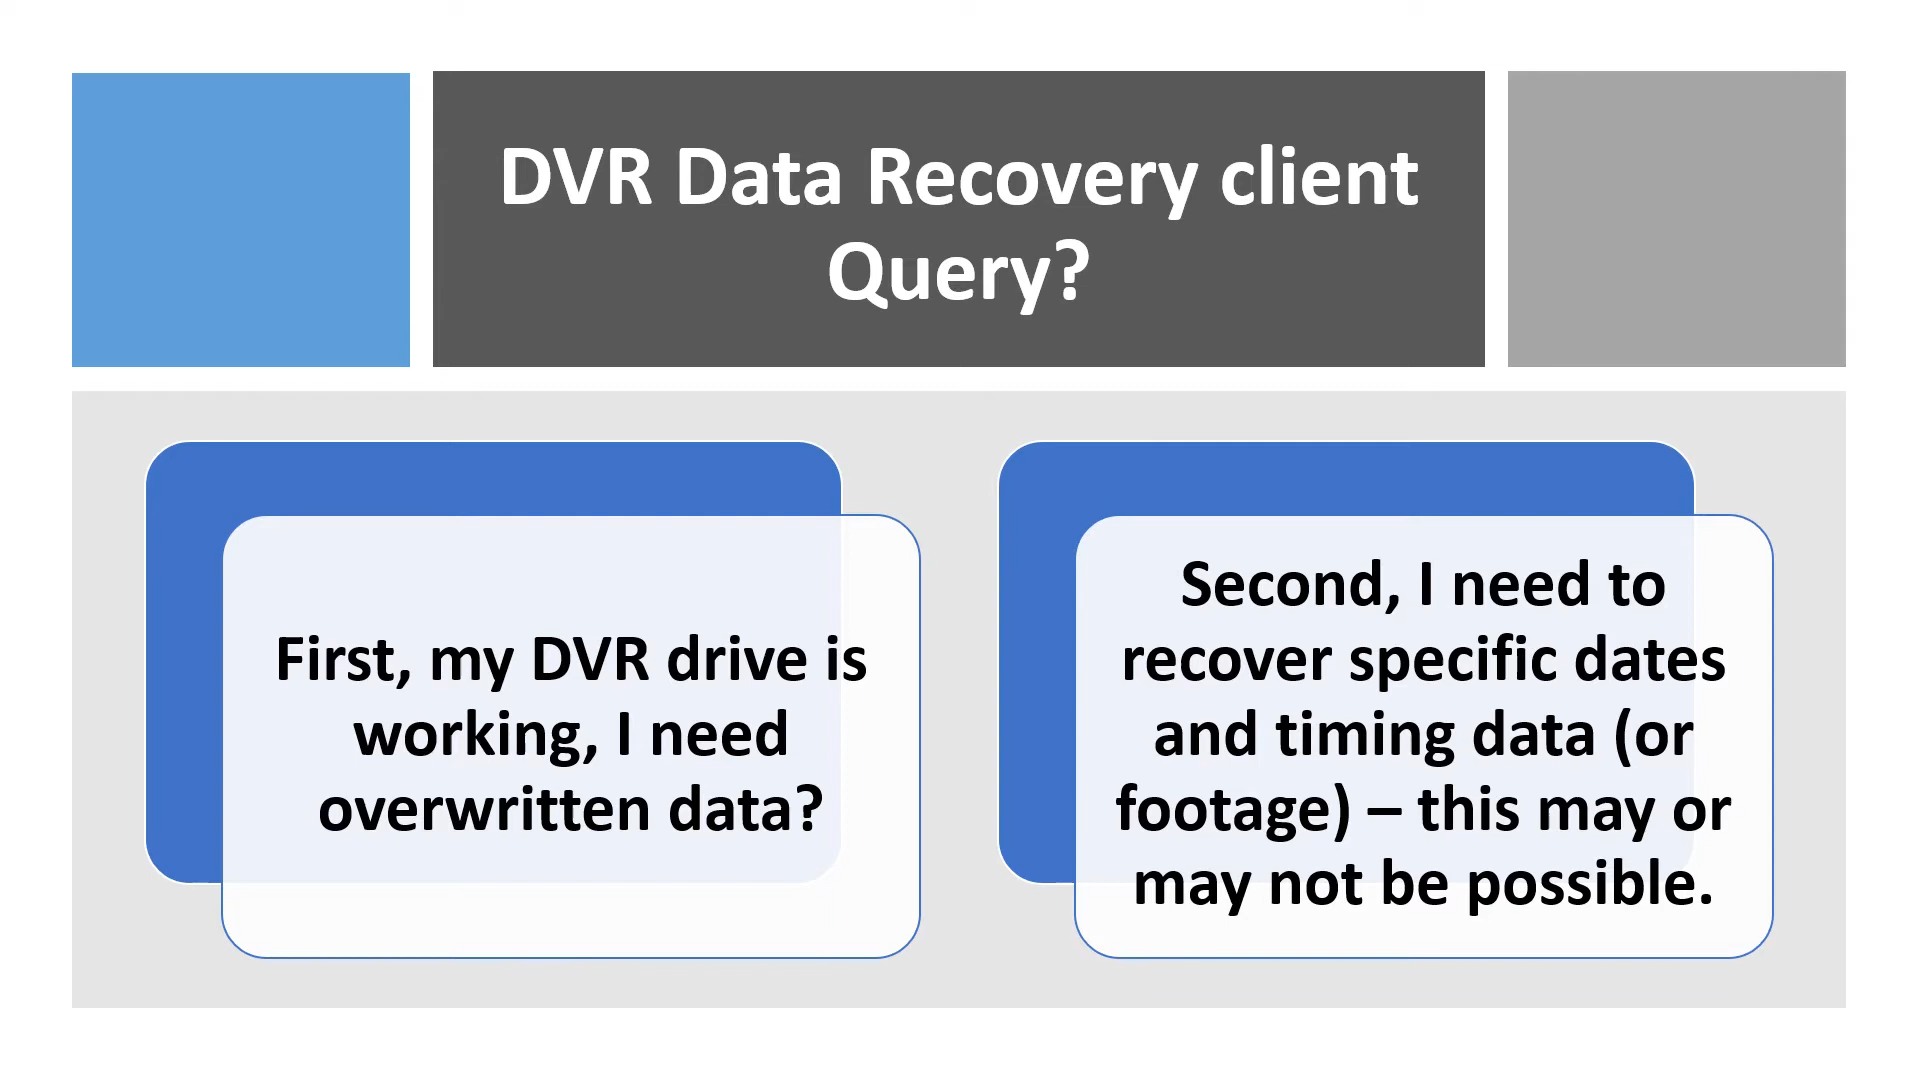 DVR Data Recovery client
Query?
First, my DVR drive is
working, I need
overwritten data?
Second, I need to
recover specific dates
and timing data (or
footage) – this may or
may not be possible.